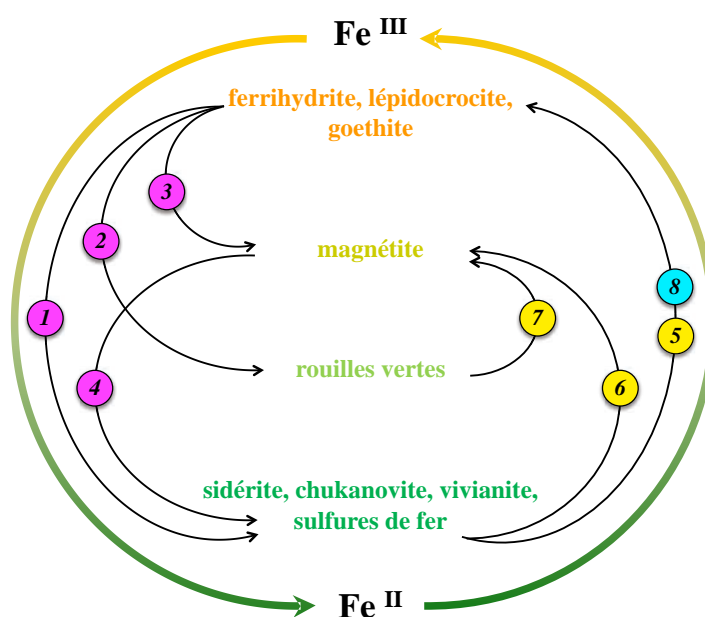 Fe III
ferrihydrite, lépidocrocite,
goethite
3
2
magnétite
8
1
7
5
rouilles vertes
4
6
sidérite, chukanovite, vivianite,
sulfures de fer
Fe II